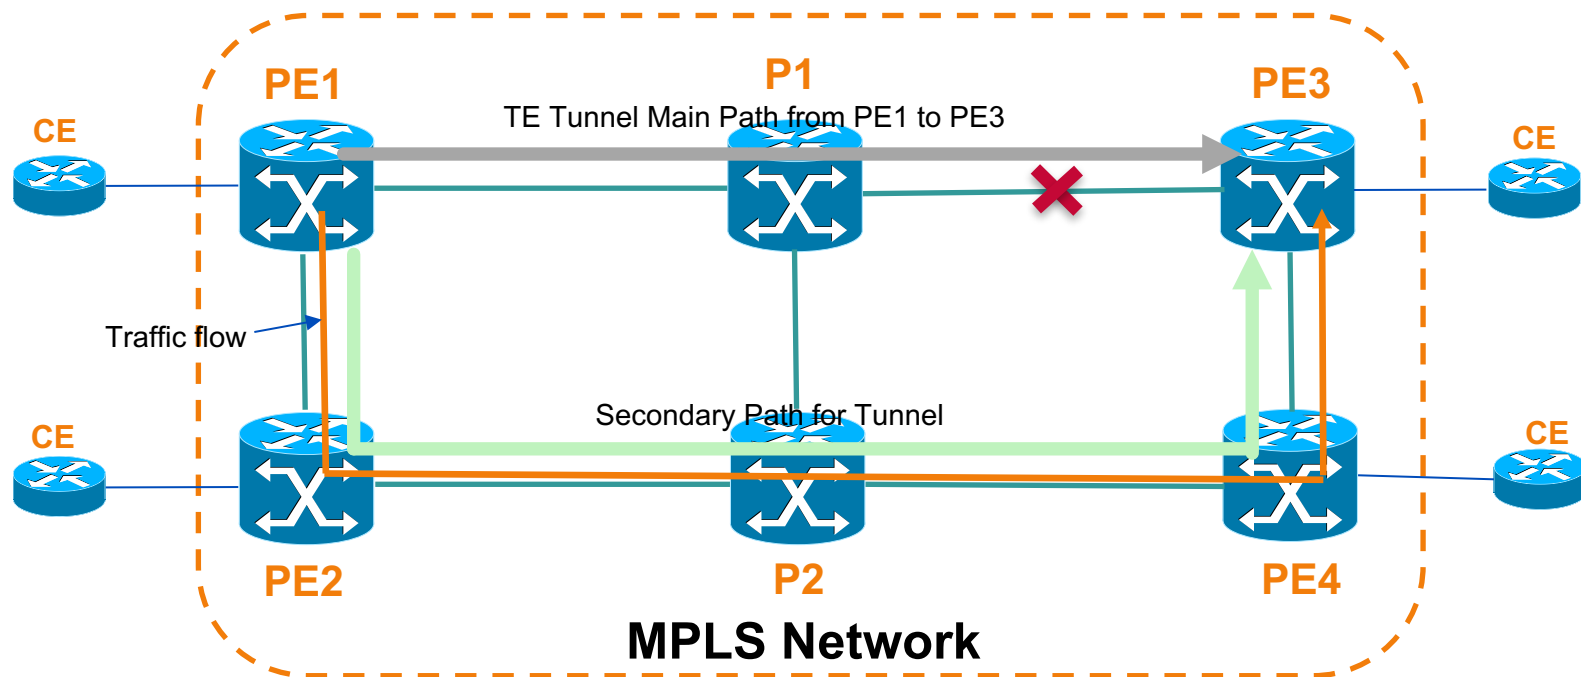 PE1
P1
PE3
TE Tunnel Main Path from PE1 to PE3
CE
CE
Traffic flow
Secondary Path for Tunnel
CE
CE
PE2
P2
PE4
MPLS Network